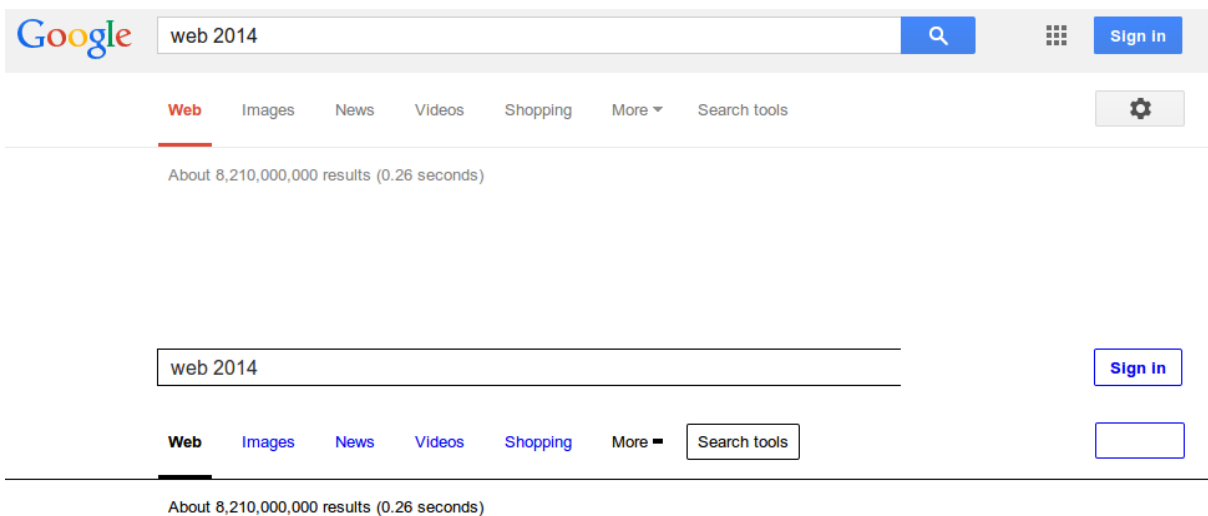 Google web 2014 Sign in
Web Images News Videos Shopping More Search tools
About 8,210,000,000 results (0.26 seconds)
web 2014 Sign in
Web Images News Videos Shopping More Search tools
About 8,210,000,000 results (0.26 seconds)